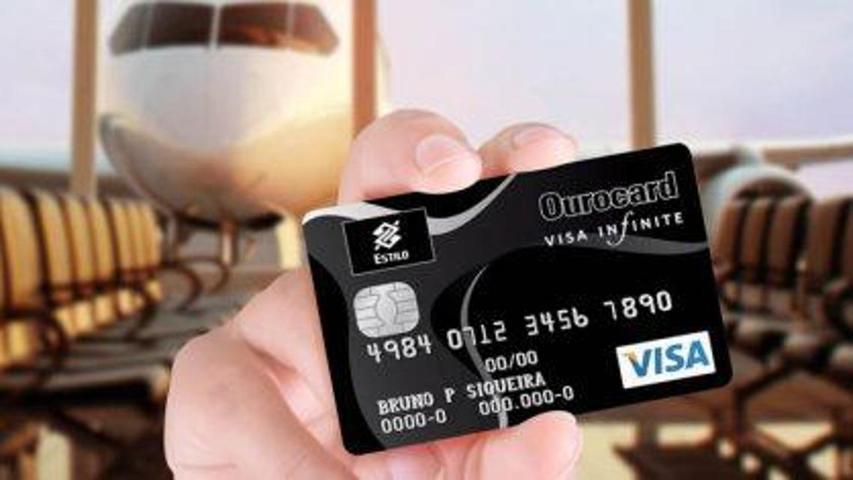 Ourocard
VISA INfINITE
ESTILO
4984 0712 3456 7890
00/00
BRUNO P SIQUEIRA
0000-0 000.000-0
VISA